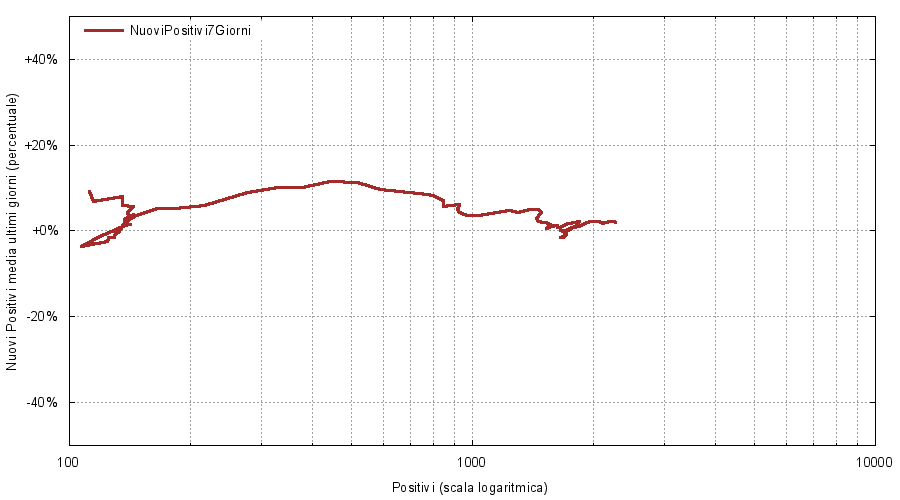 NuoviPositivi7Giorni
+40%
+20%
+0%
-20%
-40%
Nuovi Positivi media ultimi giorni (percentuale)
100
1000
10000
Positivi (scala logaritmica)